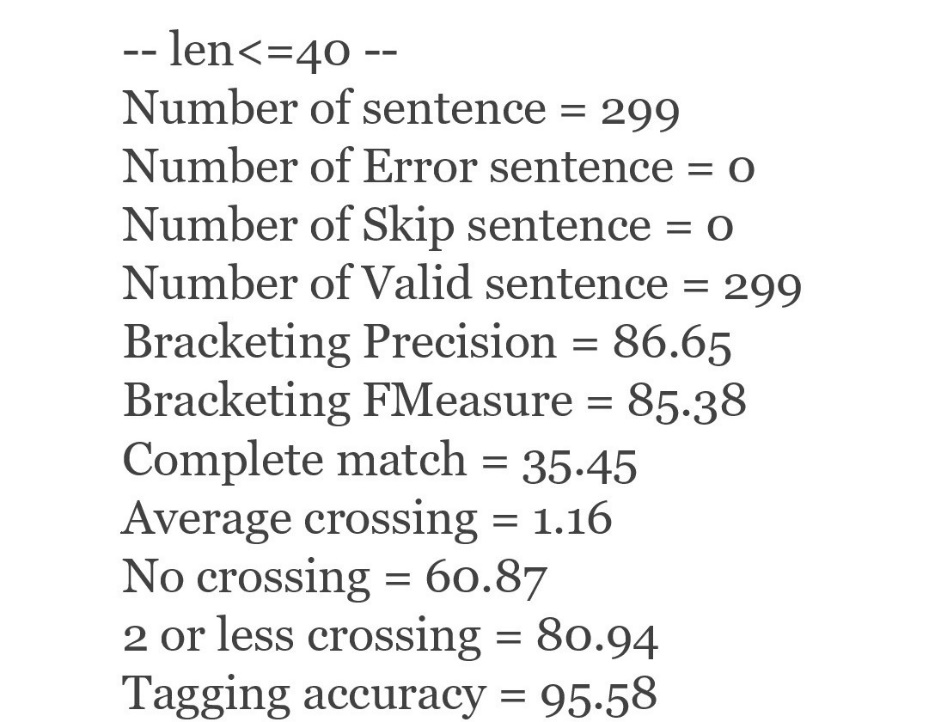 -- len<=40 --
Number of sentence = 299
Number of Error sentence = 0
Number of Skip sentence = 0
Number of Valid sentence = 299
Bracketing Precision = 86.65
Bracketing FMeasure = 85.38
Complete match = 35.45
Average crossing = 1.16
No crossing = 60.87
2 or less crossing = 80.94
Tagging accuracy = 95.58